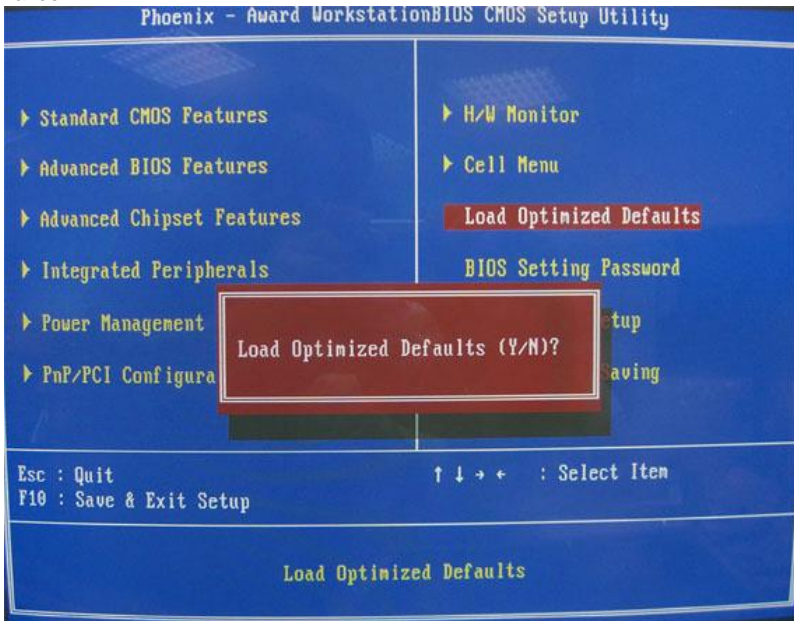 Phoenix - Award WorkstationBIOS CMOS Setup Utility
Standard CMOS Features
Advanced BIOS Features
Advanced Chipset Features
Integrated Peripherals
Power Management
PnP/PCI Configura
H/W Monitor
Cell Menu
Load Optimized Defaults
BIOS Setting Password
etup
aving
Load Optimized Defaults (Y/N)?
Esc : Quit
F10 : Save & Exit Setup
↑ ↓ → ← : Select Item
Load Optimized Defaults